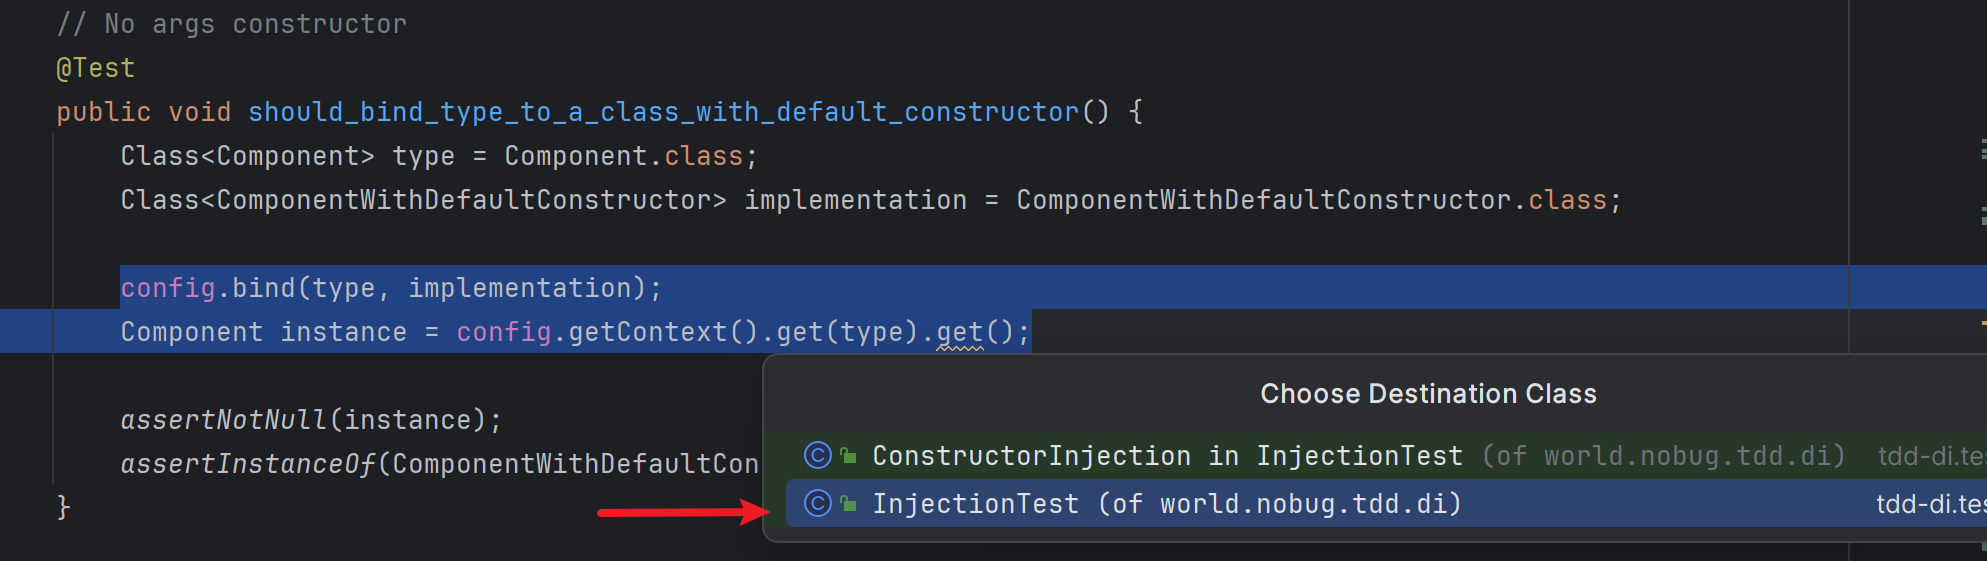 // No args constructor
@Test
public void should_bind_type_to_a_class_with_default_constructor() {
Class<Component> type = Component.class;
Class<ComponentWithDefaultConstructor> implementation = ComponentWithDefaultConstructor.class;
config.bind(type, implementation);
Component instance = config.getContext().get(type).get();
Choose Destination Class
assertNotNull(instance);
ConstructorInjection in InjectionTest (of world.nobug.tdd.di) tdd-di.tes
assertInstanceOf(ComponentWithDefaultCon
InjectionTest (of world.nobug.tdd.di) tdd-di.tes
}